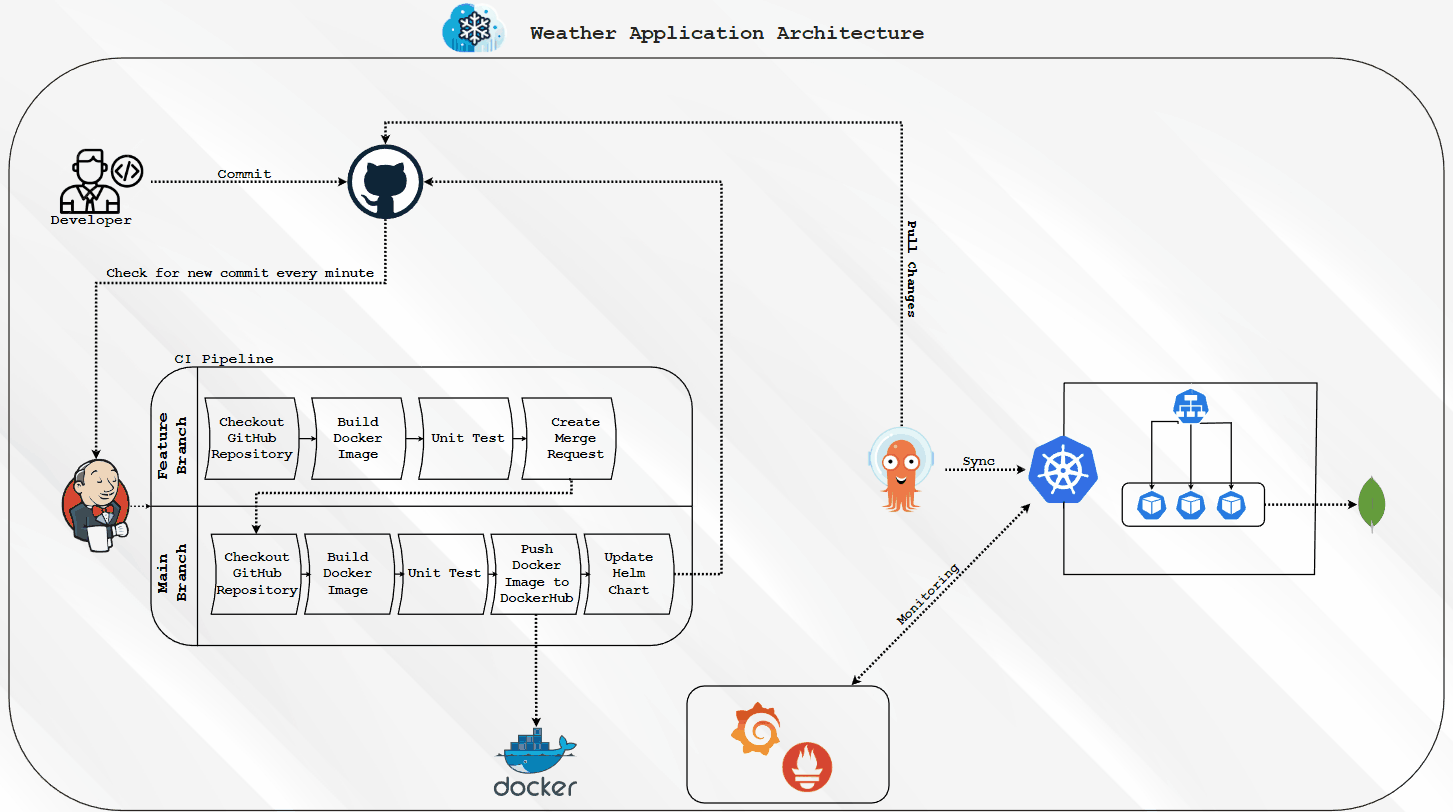 Weather Application Architecture
Commit
Developer
Pull changes
Check for new commit every minute
CI Pipeline
Feature
Branch
Checkout
GitHub
Repository
Build
Docker
Image
Unit Test
Create
Merge
Request
Sync
Main
Branch
Checkout
GitHub
Repository
Build
Docker
Image
Unit Test
Push
Docker
Image to
DockerHub
Update
Helm
Chart
Monitoring
docker